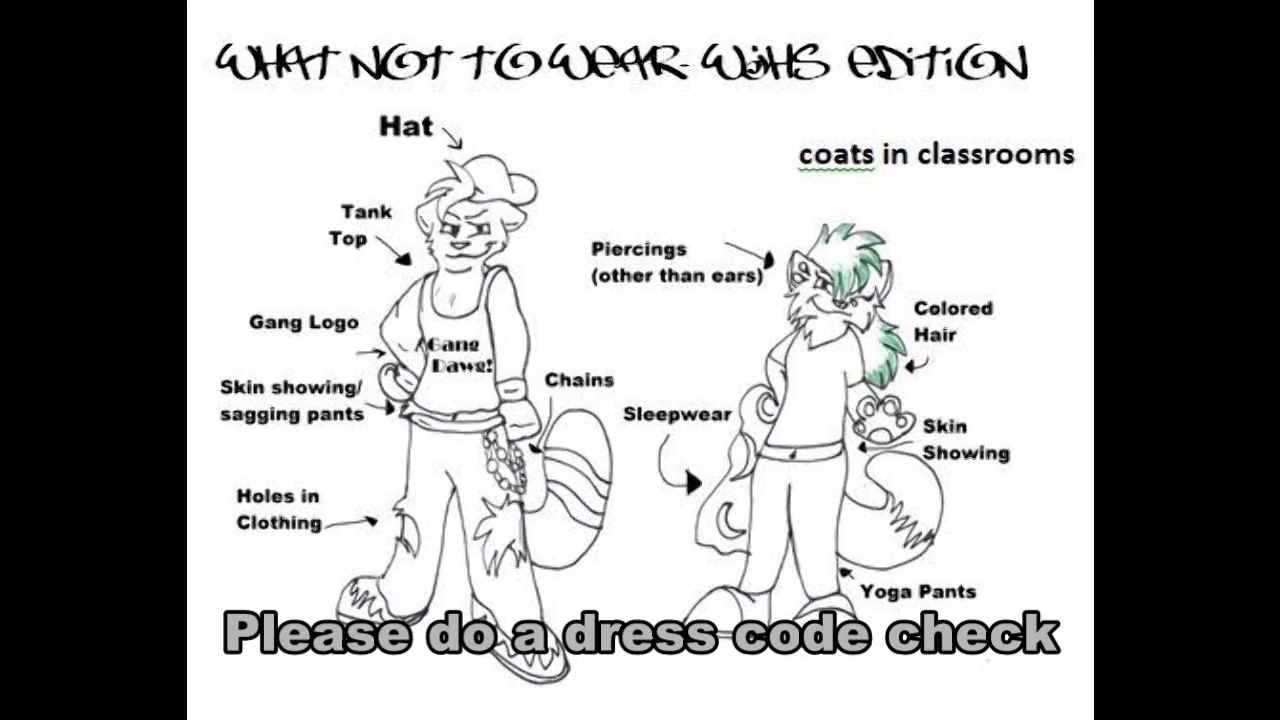 WHAT NOT TO WEAR- WJHS EDITION
Hat
coats in classrooms
Tank
Top
Piercings
(other than ears)
Colored
Hair
Gang Logo
Gang
Dawg!
Skin showing/
sagging pants
Chains
Sleepwear
Skin
Showing
Holes in
Clothing
Yoga Pants
Please do a dress code check